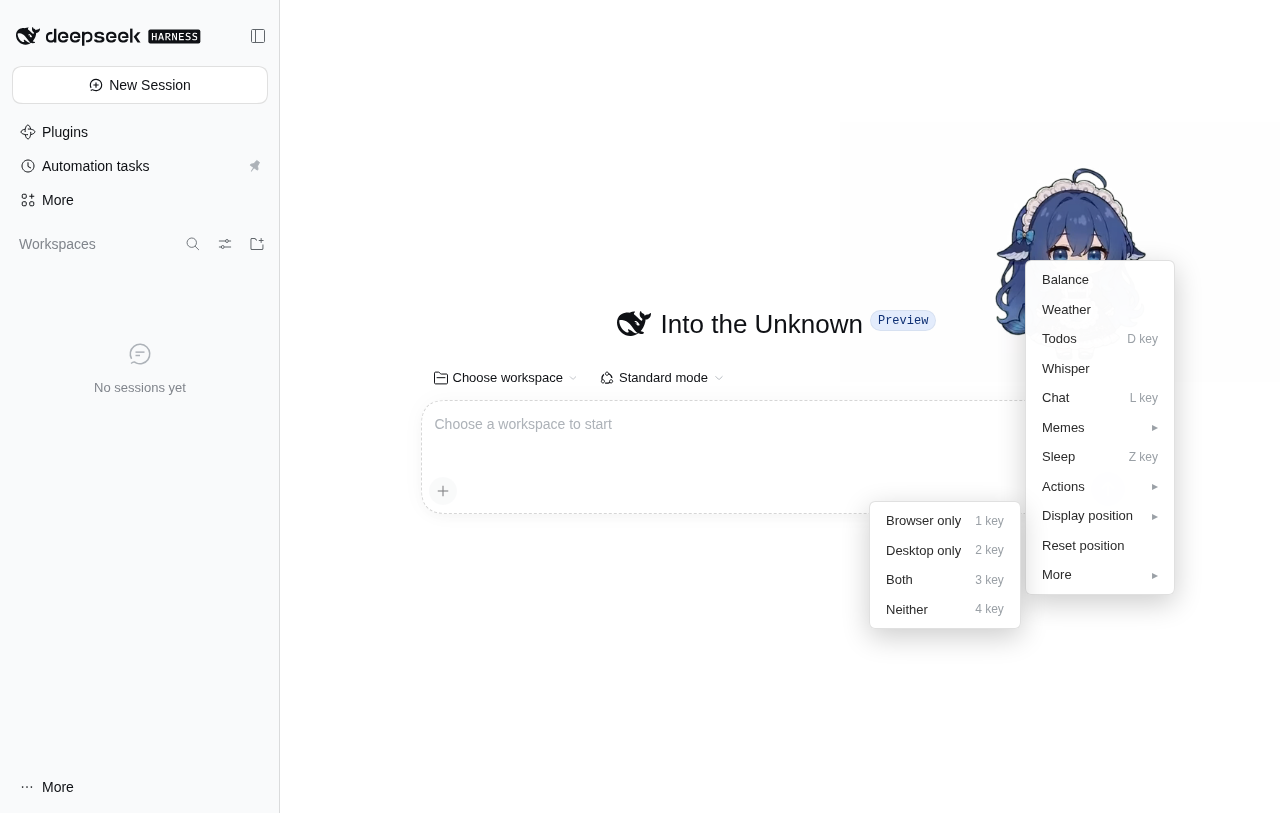 deepseek HARNESS
New Session
Plugins
Automation tasks
More
Workspaces
No sessions yet
More
Into the Unknown Preview
Choose workspace Standard mode
Choose a workspace to start
Balance
Weather
Todos D key
Whisper
Chat L key
Memes
Sleep Z key
Actions
Display position
Reset position
More
Browser only 1 key
Desktop only 2 key
Both 3 key
Neither 4 key